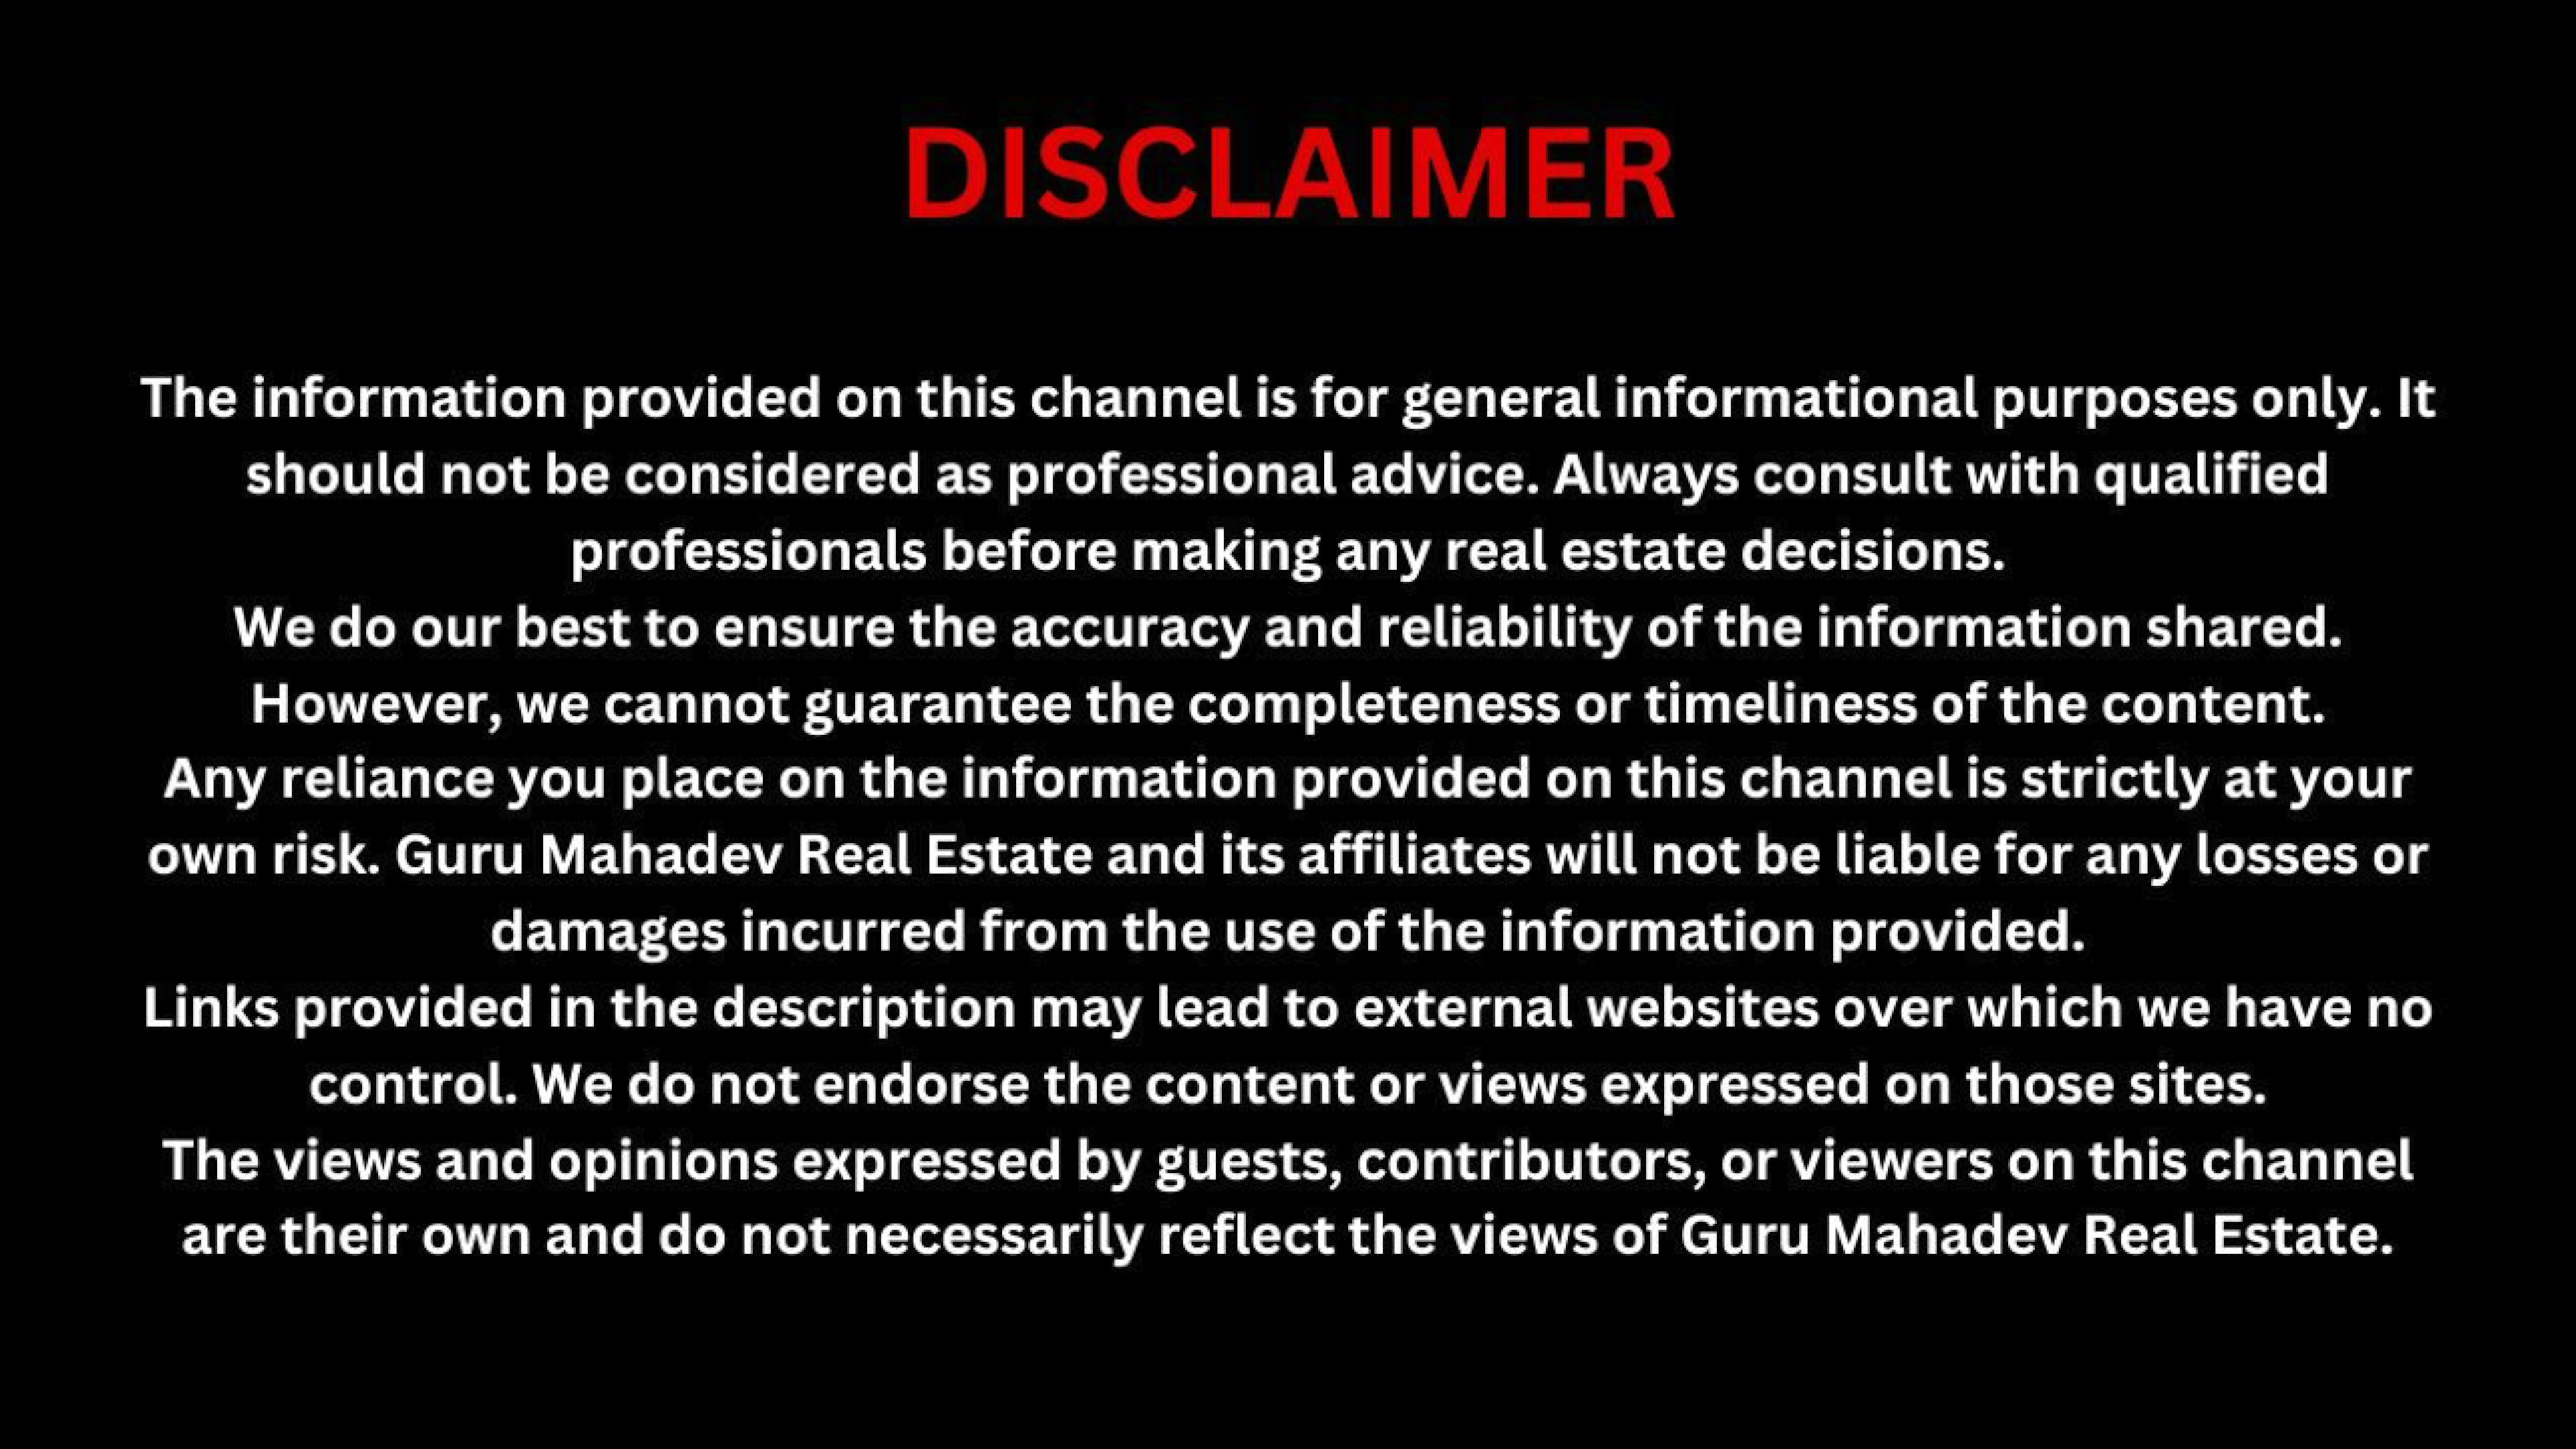 DISCLAIMER
The information provided on this channel is for general informational purposes only. It
should not be considered as professional advice. Always consult with qualified
professionals before making any real estate decisions.
We do our best to ensure the accuracy and reliability of the information shared.
However, we cannot guarantee the completeness or timeliness of the content.
Any reliance you place on the information provided on this channel is strictly at your
own risk. Guru Mahadev Real Estate and its affiliates will not be liable for any losses or
damages incurred from the use of the information provided.
Links provided in the description may lead to external websites over which we have no
control. We do not endorse the content or views expressed on those sites.
The views and opinions expressed by guests, contributors, or viewers on this channel
are their own and do not necessarily reflect the views of Guru Mahadev Real Estate.